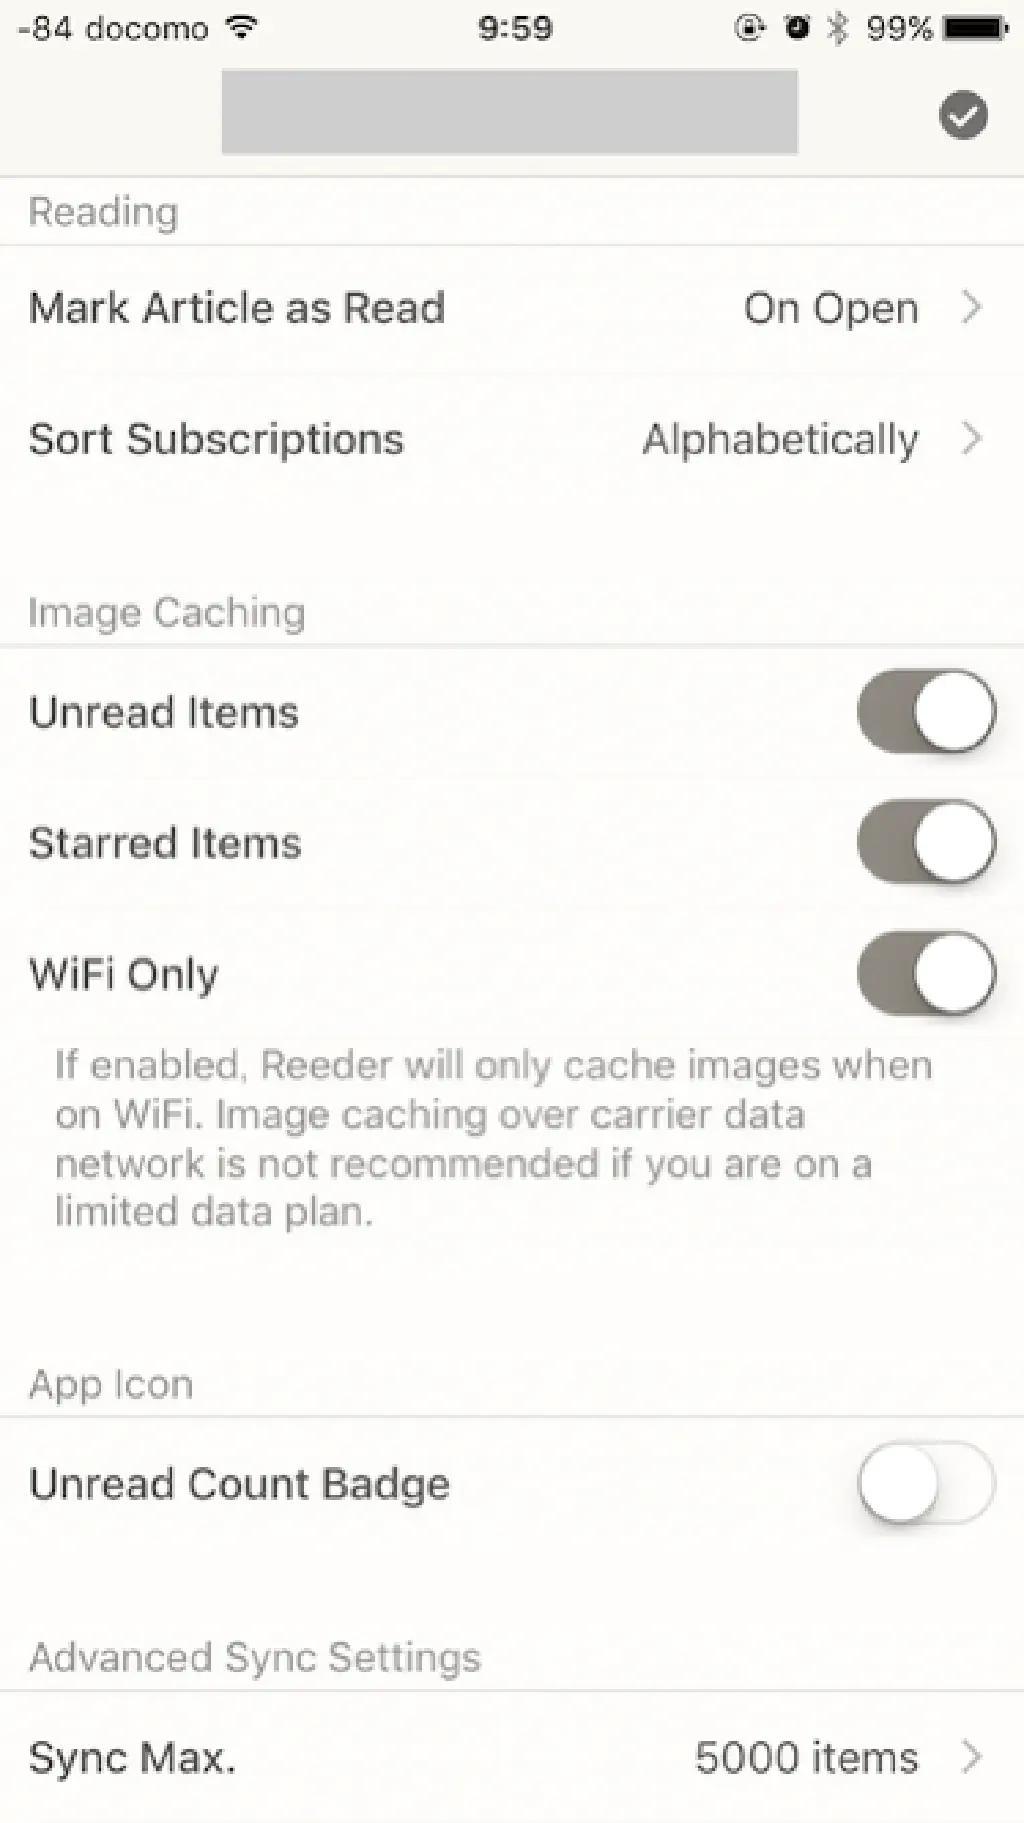 -84 docomo 9:59 99%
Reading
Mark Article as Read On Open
Sort Subscriptions Alphabetically
Image Caching
Unread Items
Starred Items
WiFi Only
If enabled, Reeder will only cache images when
on WiFi. Image caching over carrier data
network is not recommended if you are on a
limited data plan.
App Icon
Unread Count Badge
Advanced Sync Settings
Sync Max. 5000 items